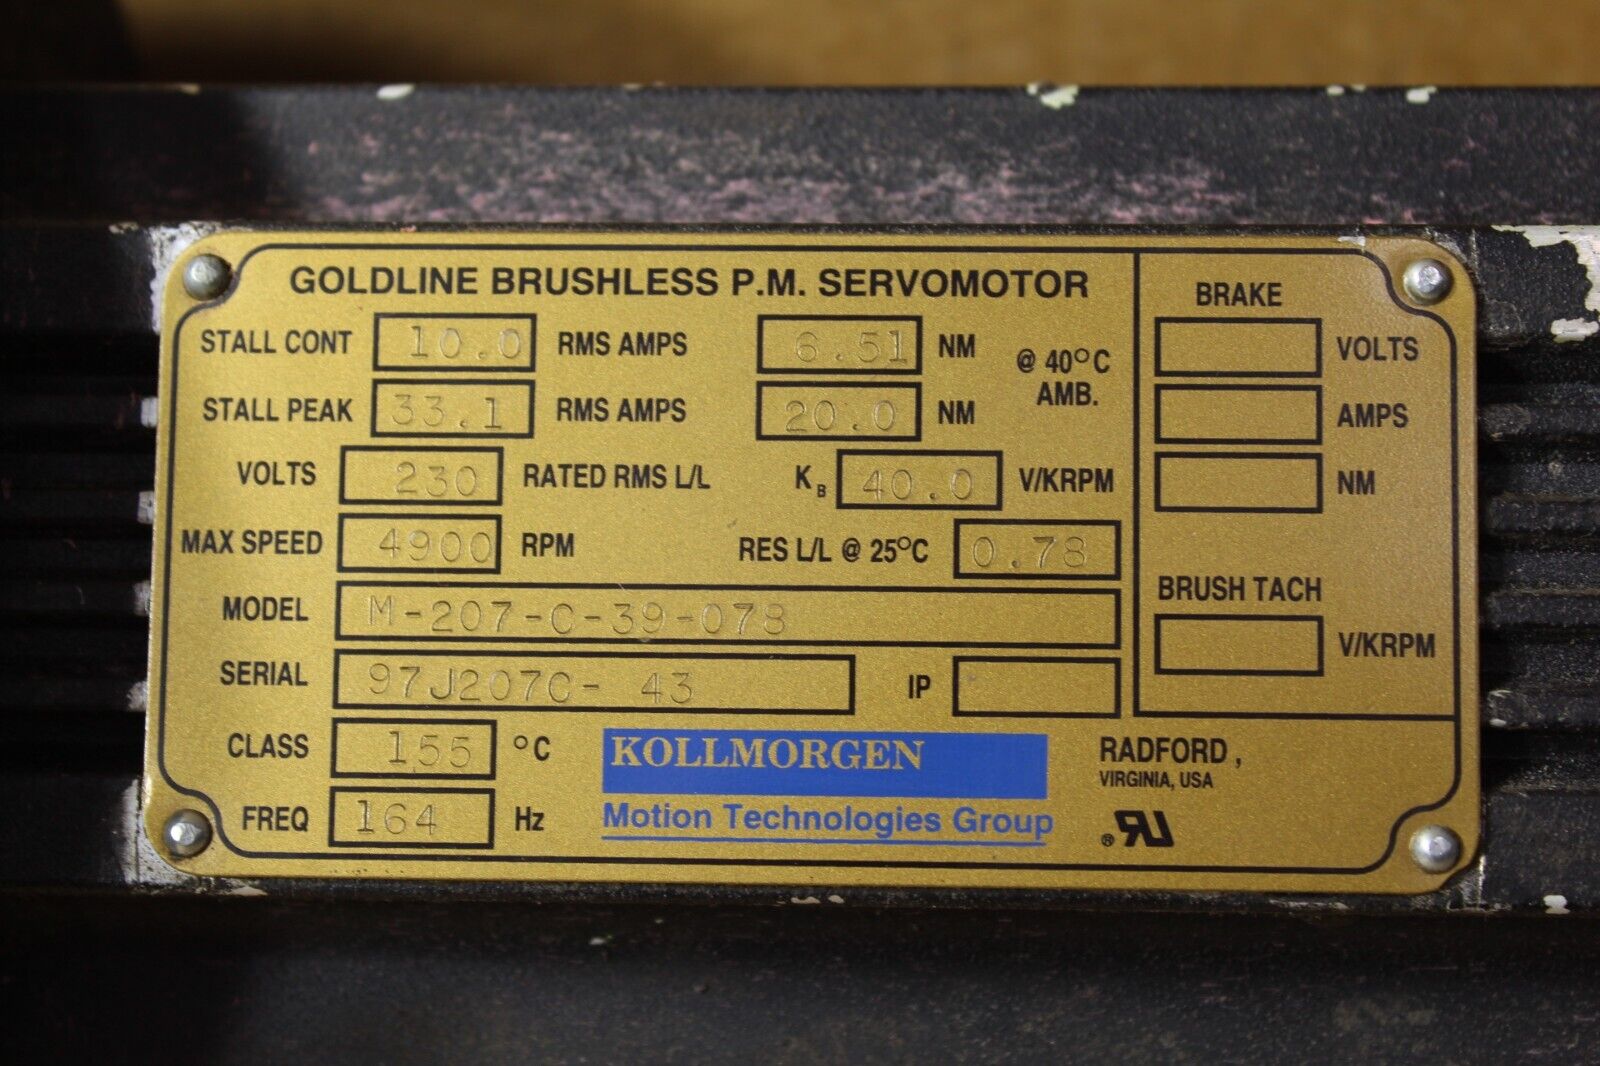 GOLDLINE BRUSHLESS P.M. SERVOMOTOR
STALL CONT 10.0 RMS AMPS 6.51 NM
STALL PEAK 33.1 RMS AMPS 20.0 NM
@ 40°C
AMB.
VOLTS 230 RATED RMS L/L KB 40.0 V/KRPM
MAX SPEED 4900 RPM RES L/L @ 25°C 0.78
MODEL M-207-C-39-078
SERIAL 97J207C- 43 IP
CLASS 155 °C
FREQ 164 Hz
KOLLMORGEN
Motion Technologies Group
RADFORD,
VIRGINIA, USA
RU®
BRAKE
VOLTS
AMPS
NM
BRUSH TACH
V/KRPM